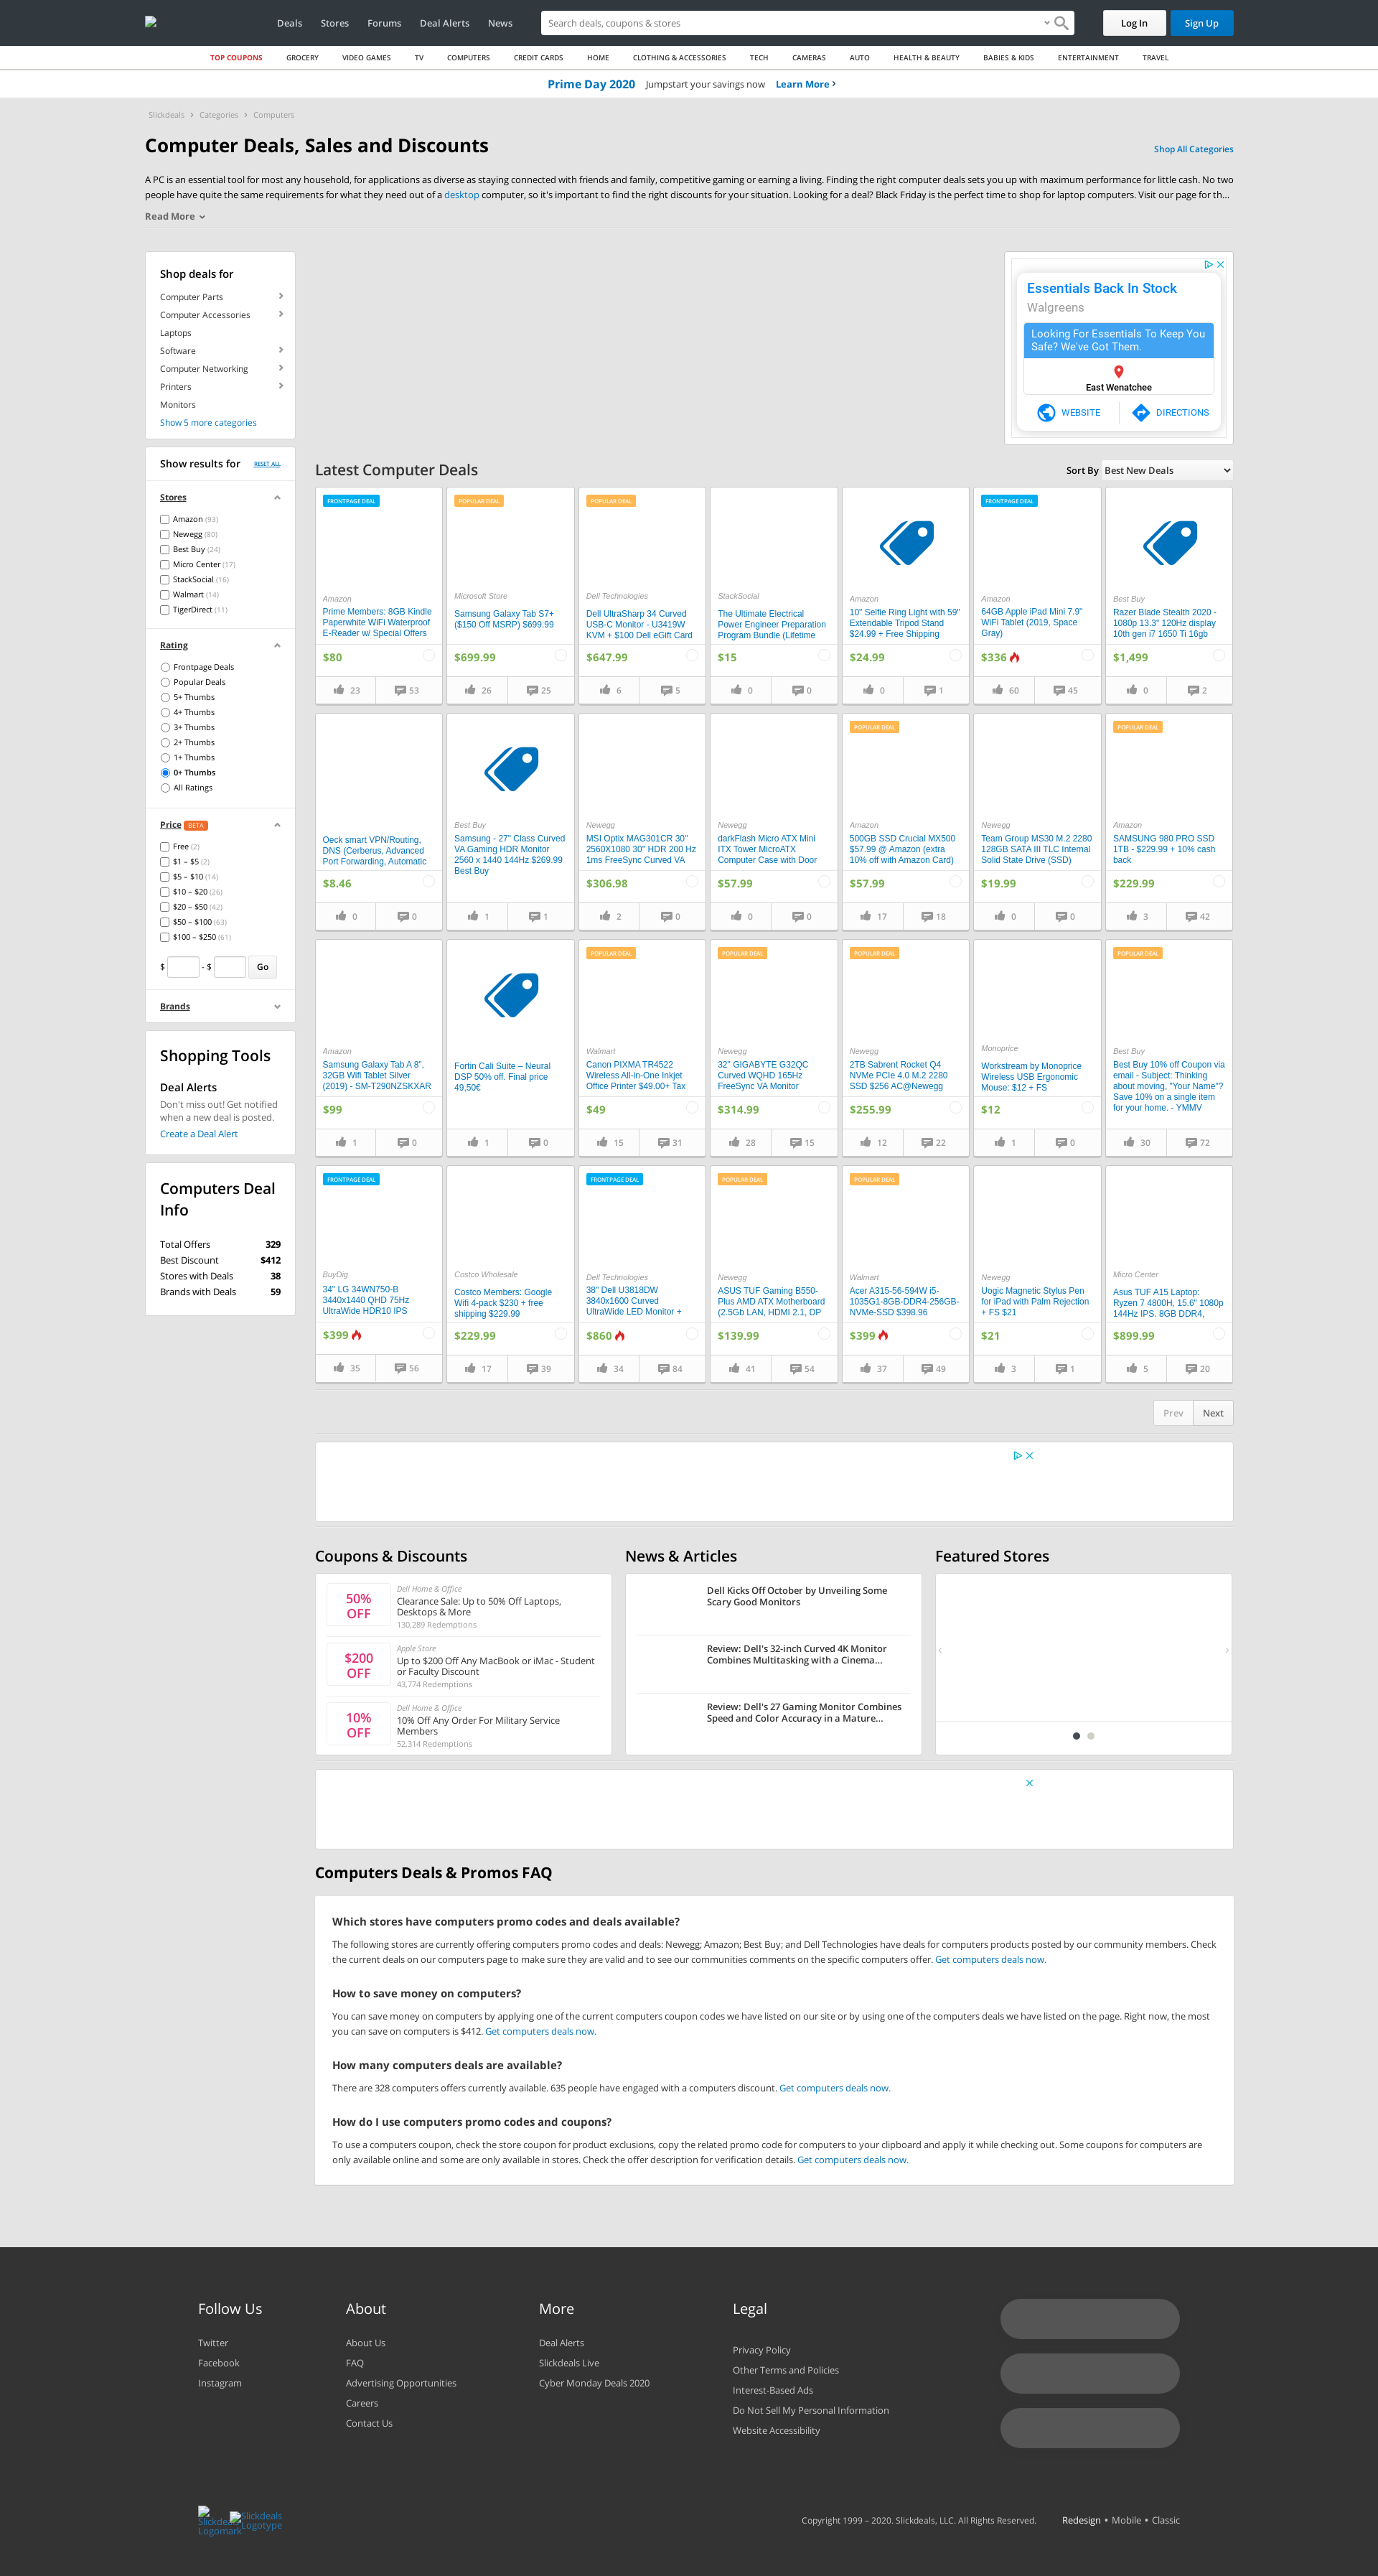 Deals Stores Forums Deal Alerts News
Search deals, coupons & stores
Log In
Sign Up
TOP COUPONS GROCERY VIDEO GAMES TV COMPUTERS CREDIT CARDS HOME CLOTHING & ACCESSORIES TECH CAMERAS AUTO HEALTH & BEAUTY BABIES & KIDS ENTERTAINMENT TRAVEL
Prime Day 2020 Jumpstart your savings now Learn More
Slickdeals Categories Computers
Computer Deals, Sales and Discounts
Shop All Categories
A PC is an essential tool for most any household, for applications as diverse as staying connected with friends and family, competitive gaming or earning a living. Finding the right computer deals sets you up with maximum performance for little cash. No two
people have quite the same requirements for what they need out of a desktop computer, so it's important to find the right discounts for your situation. Looking for a deal? Black Friday is the perfect time to shop for laptop computers. Visit our page for th...
Read More
Shop deals for
Computer Parts
Computer Accessories
Laptops
Software
Computer Networking
Printers
Monitors
Show 5 more categories
Essentials Back In Stock
Walgreens
Looking For Essentials To Keep You
Safe? We've Got Them.
East Wenatchee
WEBSITE
DIRECTIONS
Show results for
RESET ALL
Stores
Amazon (93)
Newegg (80)
Best Buy (24)
Micro Center (17)
StackSocial (16)
Walmart (14)
TigerDirect (11)
Rating
Frontpage Deals
Popular Deals
5+ Thumbs
4+ Thumbs
3+ Thumbs
2+ Thumbs
1+ Thumbs
0+ Thumbs
All Ratings
Price BETA
Free (2)
$1 – $5 (2)
$5 – $10 (14)
$10 – $20 (26)
$20 – $50 (42)
$50 – $100 (63)
$100 – $250 (61)
$ - $ Go
Brands
Shopping Tools
Deal Alerts
Don't miss out! Get notified
when a new deal is posted.
Create a Deal Alert
Computers Deal
Info
Total Offers 329
Best Discount $412
Stores with Deals 38
Brands with Deals 59
Latest Computer Deals
Sort By Best New Deals
FRONTPAGE DEAL
Amazon
Prime Members: 8GB Kindle
Paperwhite WiFi Waterproof
E-Reader w/ Special Offers
$80
23 53
POPULAR DEAL
Microsoft Store
Samsung Galaxy Tab S7+
($150 Off MSRP) $699.99
$699.99
26 25
POPULAR DEAL
Dell Technologies
Dell UltraSharp 34 Curved
USB-C Monitor - U3419W
KVM + $100 Dell eGift Card
$647.99
6 5
StackSocial
The Ultimate Electrical
Power Engineer Preparation
Program Bundle (Lifetime
$15
0 0
Amazon
10" Selfie Ring Light with 59"
Extendable Tripod Stand
$24.99 + Free Shipping
$24.99
0 1
FRONTPAGE DEAL
Amazon
64GB Apple iPad Mini 7.9"
WiFi Tablet (2019, Space
Gray)
$336
60 45
Best Buy
Razer Blade Stealth 2020 -
1080p 13.3" 120Hz display
10th gen i7 1650 Ti 16gb
$1,499
0 2
Oeck smart VPN/Routing,
DNS (Cerberus, Advanced
Port Forwarding, Automatic
$8.46
0 0
Best Buy
Samsung - 27" Class Curved
VA Gaming HDR Monitor
2560 x 1440 144Hz $269.99
Best Buy
1 1
Newegg
MSI Optix MAG301CR 30"
2560X1080 30" HDR 200 Hz
1ms FreeSync Curved VA
$306.98
2 0
Newegg
darkFlash Micro ATX Mini
ITX Tower MicroATX
Computer Case with Door
$57.99
0 0
POPULAR DEAL
Amazon
500GB SSD Crucial MX500
$57.99 @ Amazon (extra
10% off with Amazon Card)
$57.99
17 18
Newegg
Team Group MS30 M.2 2280
128GB SATA III TLC Internal
Solid State Drive (SSD)
$19.99
0 0
POPULAR DEAL
Amazon
SAMSUNG 980 PRO SSD
1TB - $229.99 + 10% cash
back
$229.99
3 42
Amazon
Samsung Galaxy Tab A 8",
32GB Wifi Tablet Silver
(2019) - SM-T290NZSKXAR
$99
1 0
Fortin Cali Suite – Neural
DSP 50% off. Final price
49,50€
1 0
POPULAR DEAL
Walmart
Canon PIXMA TR4522
Wireless All-in-One Inkjet
Office Printer $49.00+ Tax
$49
15 31
POPULAR DEAL
Newegg
32" GIGABYTE G32QC
Curved WQHD 165Hz
FreeSync VA Monitor
$314.99
28 15
POPULAR DEAL
Newegg
2TB Sabrent Rocket Q4
NVMe PCIe 4.0 M.2 2280
SSD $256 AC@Newegg
$255.99
12 22
Monoprice
Workstream by Monoprice
Wireless USB Ergonomic
Mouse: $12 + FS
$12
1 0
POPULAR DEAL
Best Buy
Best Buy 10% off Coupon via
email - Subject: Thinking
about moving, "Your Name"?
Save 10% on a single item
for your home. - YMMV
30 72
FRONTPAGE DEAL
BuyDig
34" LG 34WN750-B
3440x1440 QHD 75Hz
UltraWide HDR10 IPS
$399
35 56
Costco Wholesale
Costco Members: Google
Wifi 4-pack $230 + free
shipping $229.99
$229.99
17 39
FRONTPAGE DEAL
Dell Technologies
38" Dell U3818DW
3840x1600 Curved
UltraWide LED Monitor +
$860
34 84
POPULAR DEAL
Newegg
ASUS TUF Gaming B550-
Plus AMD ATX Motherboard
(2.5Gb LAN, HDMI 2.1, DP
$139.99
41 54
POPULAR DEAL
Walmart
Acer A315-56-594W i5-
1035G1-8GB-DDR4-256GB-
NVMe-SSD $398.96
$399
37 49
Newegg
Uogic Magnetic Stylus Pen
for iPad with Palm Rejection
+ FS $21
$21
3 1
Micro Center
Asus TUF A15 Laptop:
Ryzen 7 4800H, 15.6" 1080p
144Hz IPS. 8GB DDR4,
$899.99
5 20
Prev Next
Coupons & Discounts
50%
OFF
Dell Home & Office
Clearance Sale: Up to 50% Off Laptops,
Desktops & More
130,289 Redemptions
$200
OFF
Apple Store
Up to $200 Off Any MacBook or iMac - Student
or Faculty Discount
43,774 Redemptions
10%
OFF
Dell Home & Office
10% Off Any Order For Military Service
Members
52,314 Redemptions
News & Articles
Dell Kicks Off October by Unveiling Some
Scary Good Monitors
Review: Dell's 32-inch Curved 4K Monitor
Combines Multitasking with a Cinema...
Review: Dell's 27 Gaming Monitor Combines
Speed and Color Accuracy in a Mature...
Featured Stores
Computers Deals & Promos FAQ
Which stores have computers promo codes and deals available?
The following stores are currently offering computers promo codes and deals: Newegg; Amazon; Best Buy; and Dell Technologies have deals for computers products posted by our community members. Check
the current deals on our computers page to make sure they are valid and to see our communities comments on the specific computers offer. Get computers deals now.
How to save money on computers?
You can save money on computers by applying one of the current computers coupon codes we have listed on our site or by using one of the computers deals we have listed on the page. Right now, the most
you can save on computers is $412. Get computers deals now.
How many computers deals are available?
There are 328 computers offers currently available. 635 people have engaged with a computers discount. Get computers deals now.
How do I use computers promo codes and coupons?
To use a computers coupon, check the store coupon for product exclusions, copy the related promo code for computers to your clipboard and apply it while checking out. Some coupons for computers are
only available online and some are only available in stores. Check the offer description for verification details. Get computers deals now.
Follow Us
Twitter
Facebook
Instagram
About
About Us
FAQ
Advertising Opportunities
Careers
Contact Us
More
Deal Alerts
Slickdeals Live
Cyber Monday Deals 2020
Legal
Privacy Policy
Other Terms and Policies
Interest-Based Ads
Do Not Sell My Personal Information
Website Accessibility
Slickdeals
Logomark
Slickdeals
Logotype
Copyright 1999 – 2020. Slickdeals, LLC. All Rights Reserved.
Redesign • Mobile • Classic